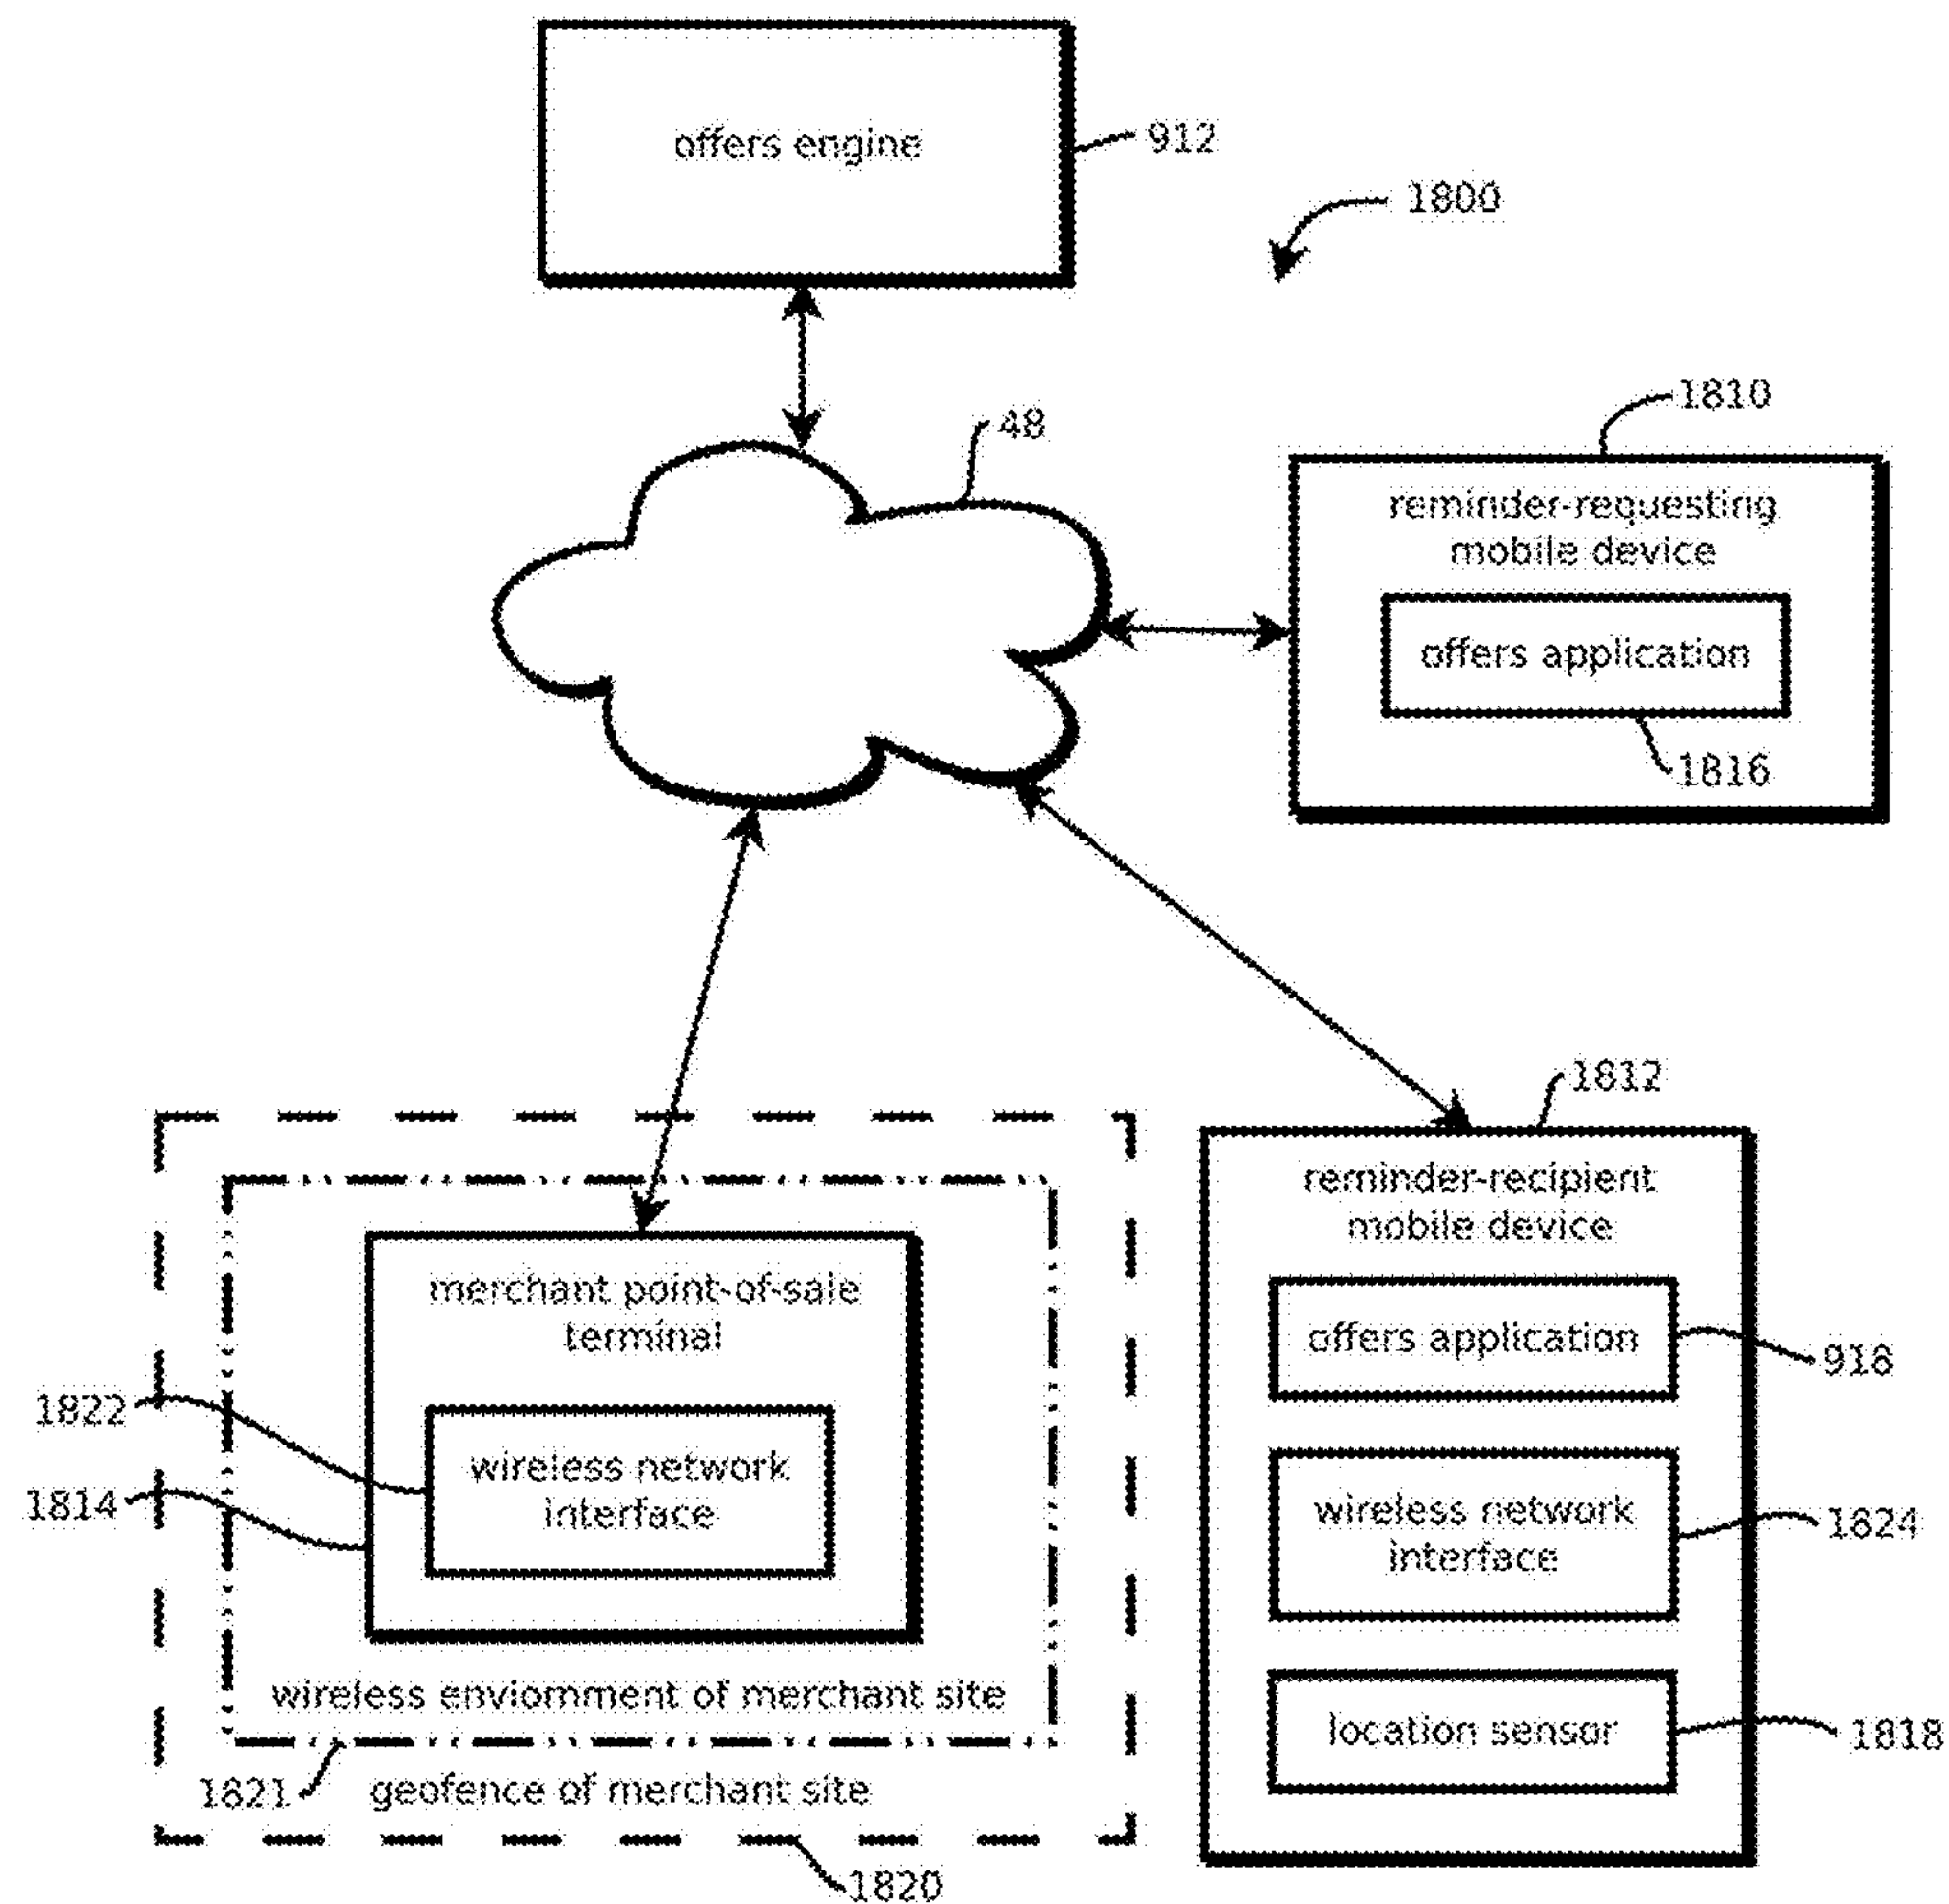 offers engine
912
1800
48
1810
reminder-requesting
mobile device
offers application
1816
1812
reminder-recipient
mobile device
offers application
918
wireless network
interface
1824
location sensor
1818
merchant point-of-sale
terminal
1822
wireless network
interface
1814
wireless enviornment of merchant site
1821
geofence of merchant site
1820